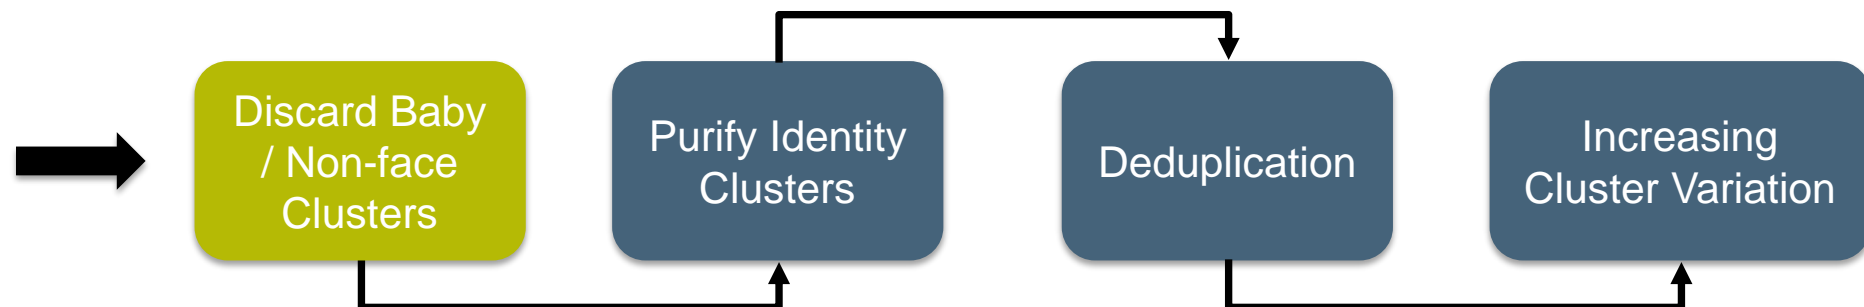 Discard Baby
/ Non-face
Clusters
Purify Identity
Clusters
Deduplication
Increasing
Cluster Variation